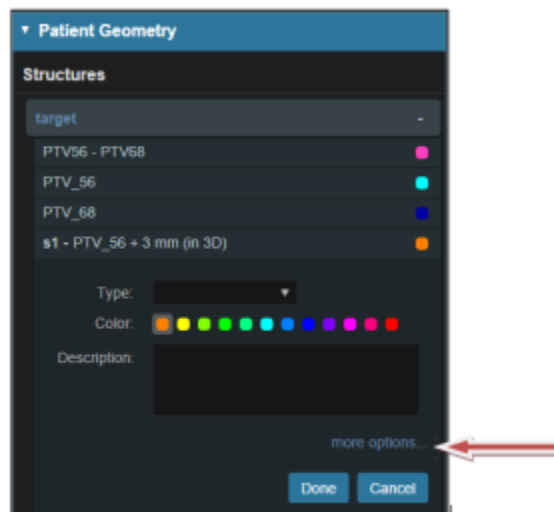 Patient Geometry
Structures
target -
PTV56 - PTV68
PTV_56
PTV_68
s1 - PTV_56 + 3 mm (in 3D)
Type:
Color:
Description:
more options...
Done Cancel